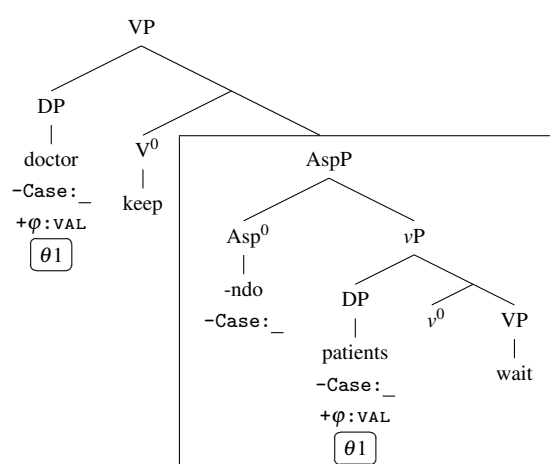 VP
DP
V⁰
AspP
doctor
-Case:_
+φ:VAL
θ1
keep
Asp⁰
vP
-ndo
-Case:_
DP
v⁰
VP
patients
-Case:_
+φ:VAL
θ1
wait